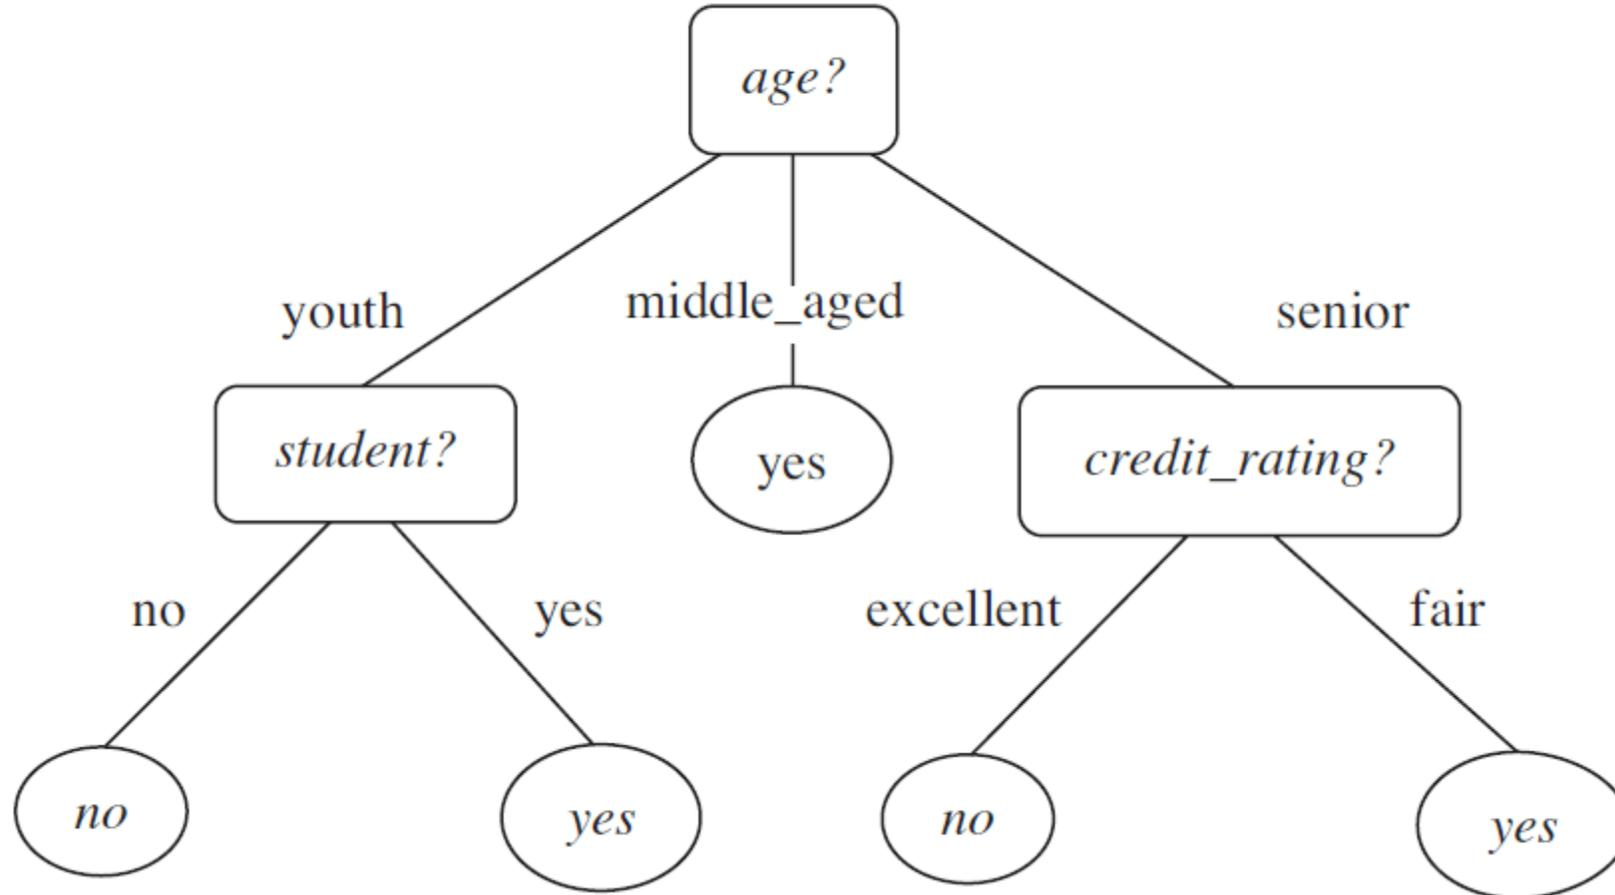 age?
youth
middle_aged
senior
student?
yes
credit_rating?
no
yes
excellent
fair
no
yes
no
yes